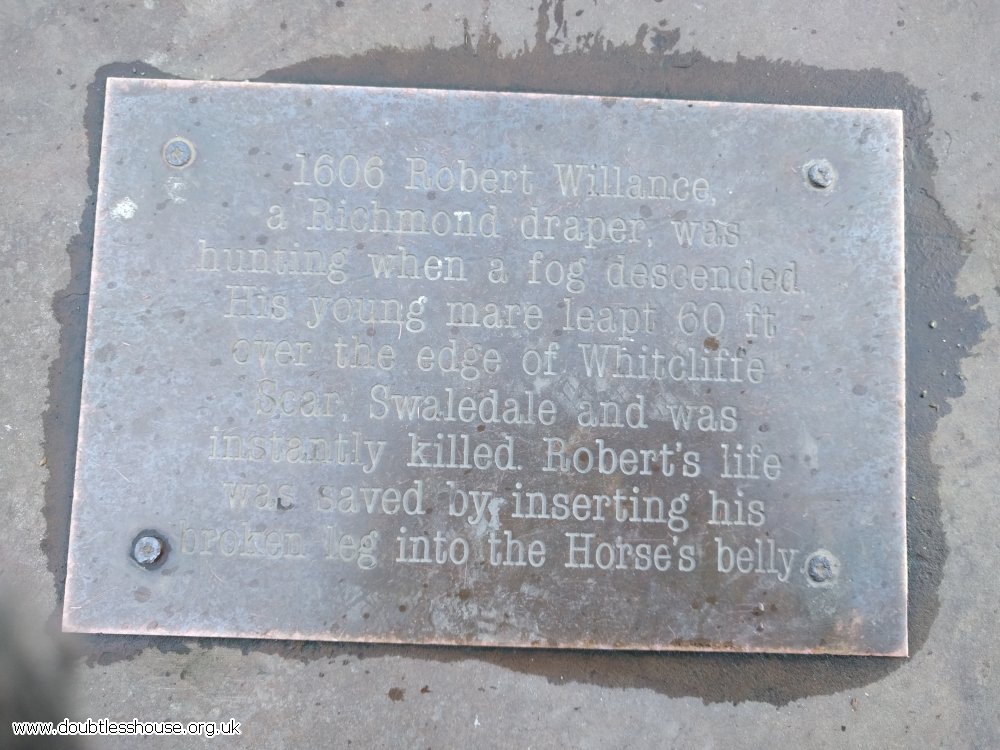 1606 Robert Willance,
a Richmond draper, was
hunting when a fog descended.
His young mare leapt 60 ft
over the edge of Whitcliffe
Scar, Swaledale and was
instantly killed. Robert's life
was saved by inserting his
broken leg into the Horse's belly.
www.doubtlesshouse.org.uk